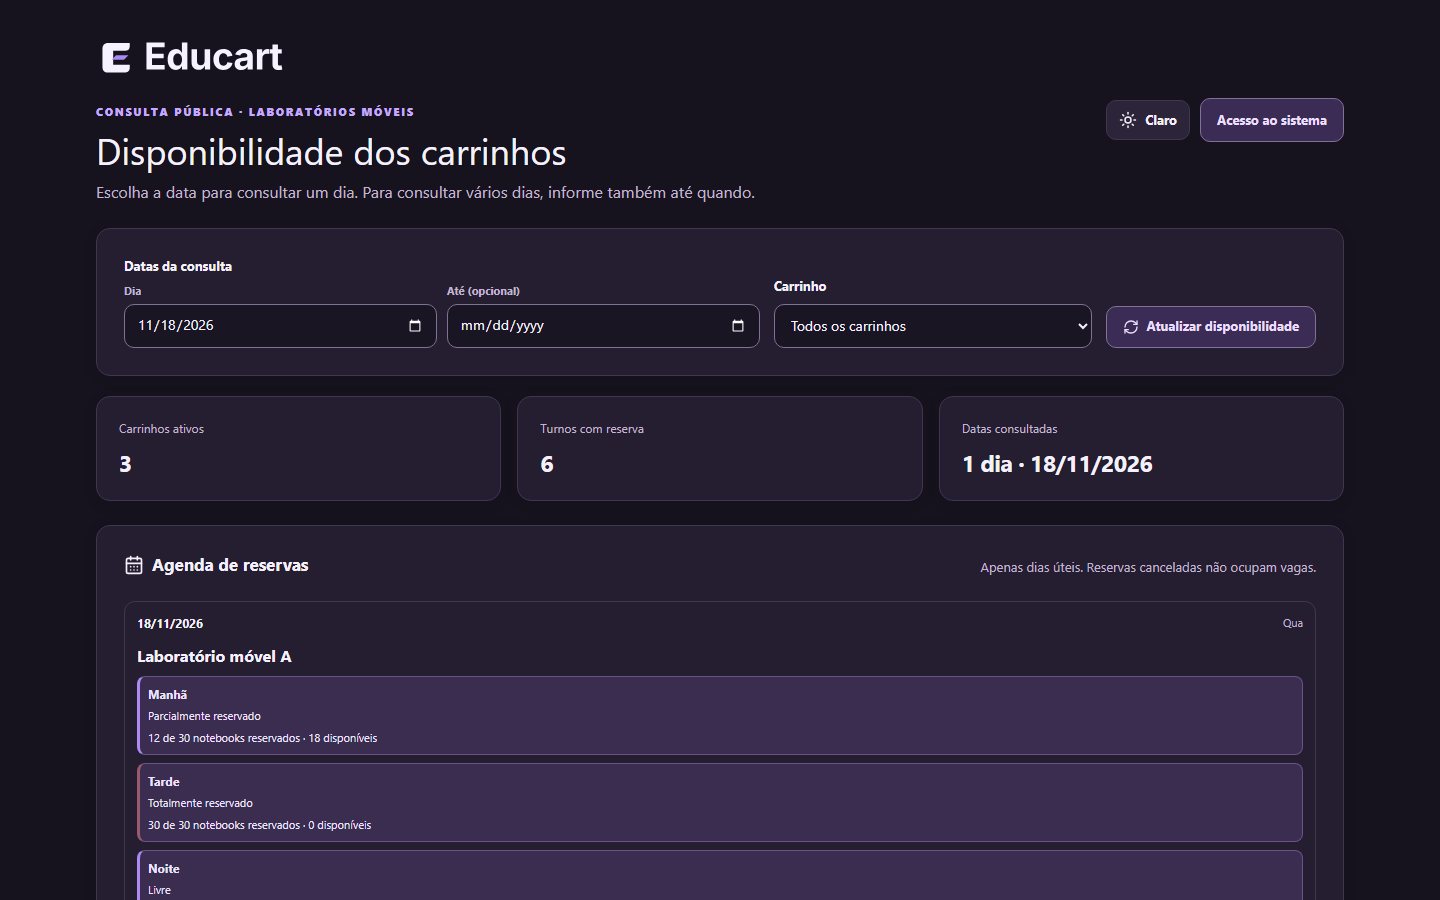 Educart
CONSULTA PÚBLICA · LABORATÓRIOS MÓVEIS
Disponibilidade dos carrinhos
Escolha a data para consultar um dia. Para consultar vários dias, informe também até quando.
Claro
Acesso ao sistema
Datas da consulta
Dia
11/18/2026
Até (opcional)
mm/dd/yyyy
Carrinho
Todos os carrinhos
Atualizar disponibilidade
Carrinhos ativos
3
Turnos com reserva
6
Datas consultadas
1 dia · 18/11/2026
Agenda de reservas
Apenas dias úteis. Reservas canceladas não ocupam vagas.
18/11/2026
Qua
Laboratório móvel A
Manhã
Parcialmente reservado
12 de 30 notebooks reservados · 18 disponíveis
Tarde
Totalmente reservado
30 de 30 notebooks reservados · 0 disponíveis
Noite
Livre